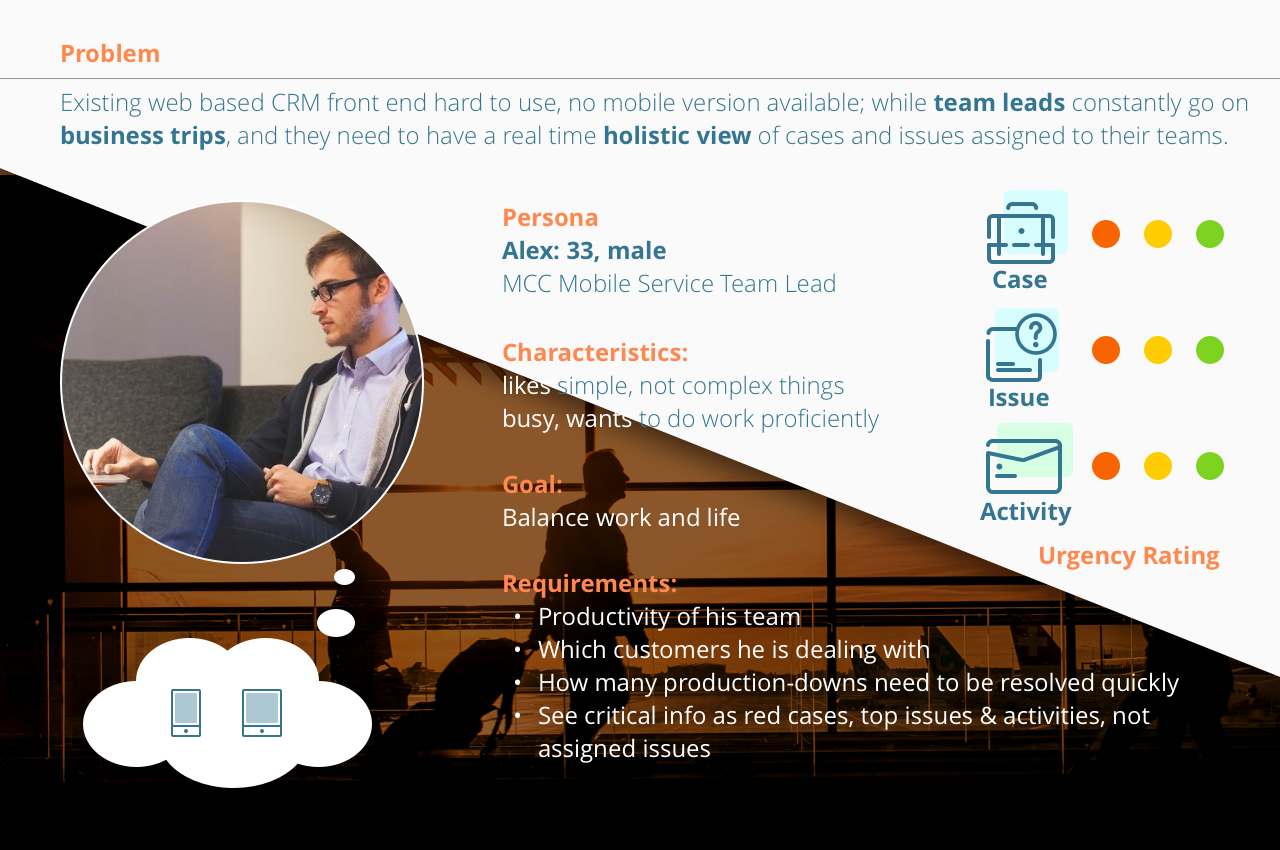 Problem
Existing web based CRM front end hard to use, no mobile version available; while team leads constantly go on
business trips, and they need to have a real time holistic view of cases and issues assigned to their teams.
Persona
Alex: 33, male
MCC Mobile Service Team Lead
Characteristics:
likes simple, not complex things
busy, wants to do work proficiently
Goal:
Balance work and life
Requirements:
• Productivity of his team
• Which customers he is dealing with
• How many production-downs need to be resolved quickly
• See critical info as red cases, top issues & activities, not
assigned issues
Case
Issue
Activity
Urgency Rating